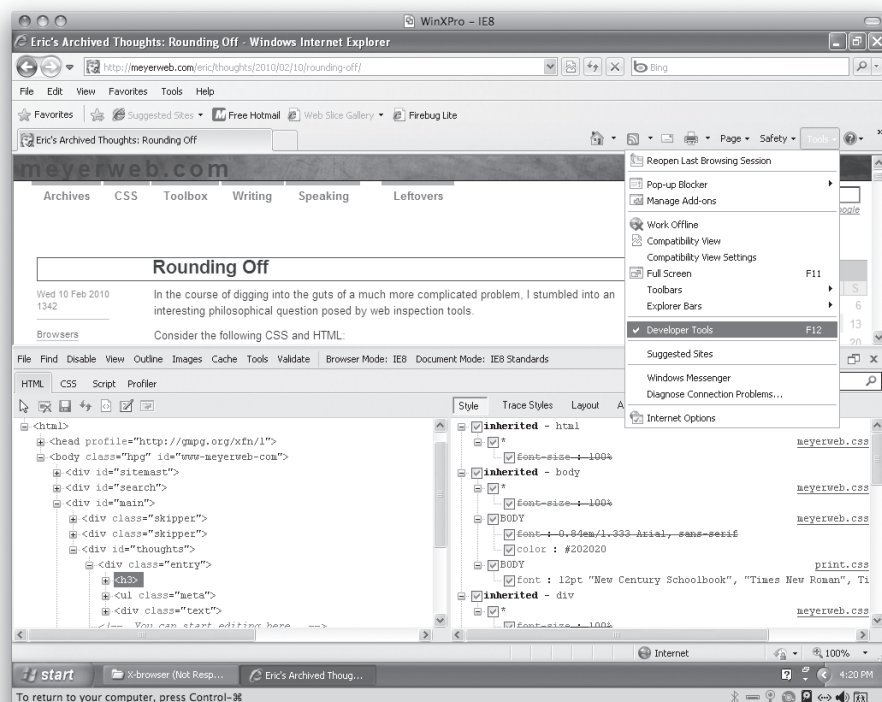 WinXPro – IE8
Eric's Archived Thoughts: Rounding Off - Windows Internet Explorer
http://meyerweb.com/eric/thoughts/2010/02/10/rounding-off/
Bing
File Edit View Favorites Tools Help
Favorites Suggested Sites Free Hotmail Web Slice Gallery Firebug Lite
Eric's Archived Thoughts: Rounding Off
Page Safety Tools
meyerweb.com
Archives CSS Toolbox Writing Speaking Leftovers
Rounding Off
Wed 10 Feb 2010
1342
In the course of digging into the guts of a much more complicated problem, I stumbled into an
interesting philosophical question posed by web inspection tools.
Browsers
Consider the following CSS and HTML:
Reopen Last Browsing Session
Pop-up Blocker
Manage Add-ons
Work Offline
Compatibility View
Compatibility View Settings
Full Screen F11
Toolbars
Explorer Bars
Developer Tools F12
Suggested Sites
Windows Messenger
Diagnose Connection Problems...
Internet Options
S
6
13
20
File Find Disable View Outline Images Cache Tools Validate Browser Mode: IE8 Document Mode: IE8 Standards
HTML CSS Script Profiler
Style Trace Styles Layout A
<html>
<head profile="http://gmpg.org/xfn/1">
<body class="hpg" id="www-meyerweb-com">
<div id="sitemast">
<div id="search">
<div id="main">
<div class="skipper">
<div class="skipper">
<div id="thoughts">
<div class="entry">
<h3>
<ul class="meta">
<div class="text">
<!-- You can start editing here. -->
inherited - html
* meyerweb.css
font-size : 100%
inherited - body
* meyerweb.css
font-size : 100%
BODY meyerweb.css
font : 0.84em/1.333 Arial, sans-serif
color : #202020
BODY print.css
font : 12pt "New Century Schoolbook", "Times New Roman", Ti
inherited - div
* meyerweb.css
font-size : 100%
Internet 100%
start X-browser (Not Resp... Eric's Archived Thoug... 4:20 PM
To return to your computer, press Control-⌘